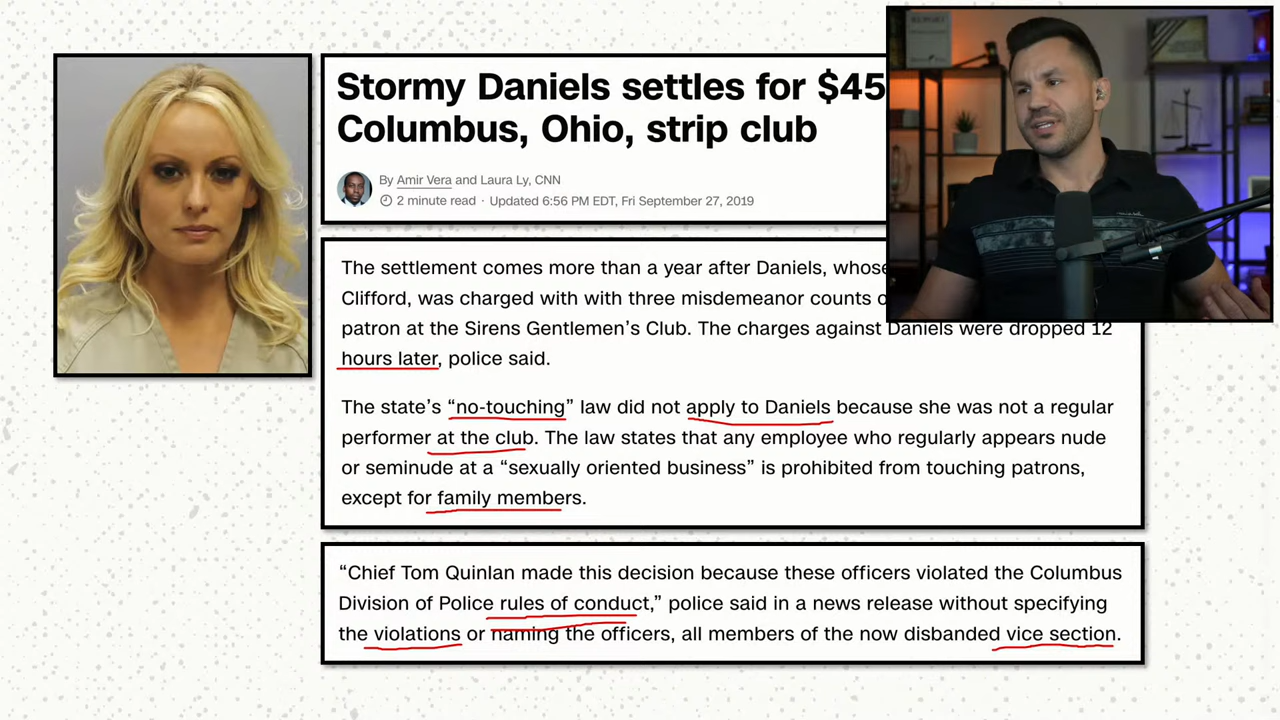 Stormy Daniels settles for $45
Columbus, Ohio, strip club
By Amir Vera and Laura Ly, CNN
2 minute read · Updated 6:56 PM EDT, Fri September 27, 2019
The settlement comes more than a year after Daniels, whose
Clifford, was charged with with three misdemeanor counts
patron at the Sirens Gentlemen’s Club. The charges against Daniels were dropped 12
hours later, police said.
The state’s “no-touching” law did not apply to Daniels because she was not a regular
performer at the club. The law states that any employee who regularly appears nude
or seminude at a “sexually oriented business” is prohibited from touching patrons,
except for family members.
“Chief Tom Quinlan made this decision because these officers violated the Columbus
Division of Police rules of conduct,” police said in a news release without specifying
the violations or naming the officers, all members of the now disbanded vice section.